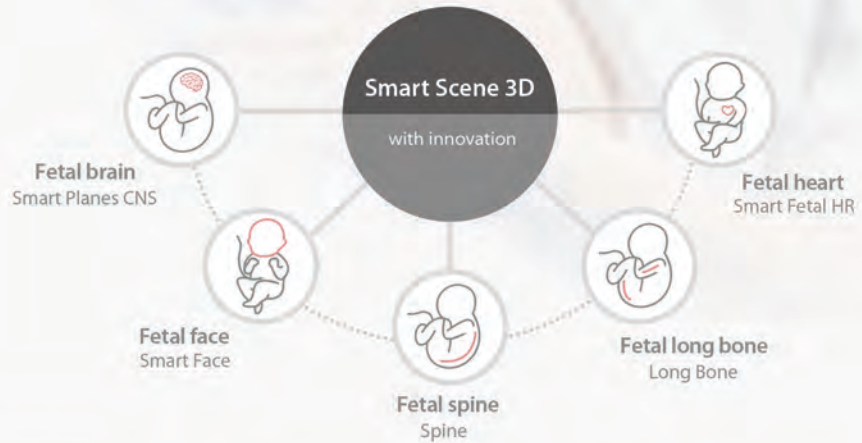 Smart Scene 3D
with innovation
Fetal brain
Smart Planes CNS
Fetal heart
Smart Fetal HR
Fetal face
Smart Face
Fetal long bone
Long Bone
Fetal spine
Spine